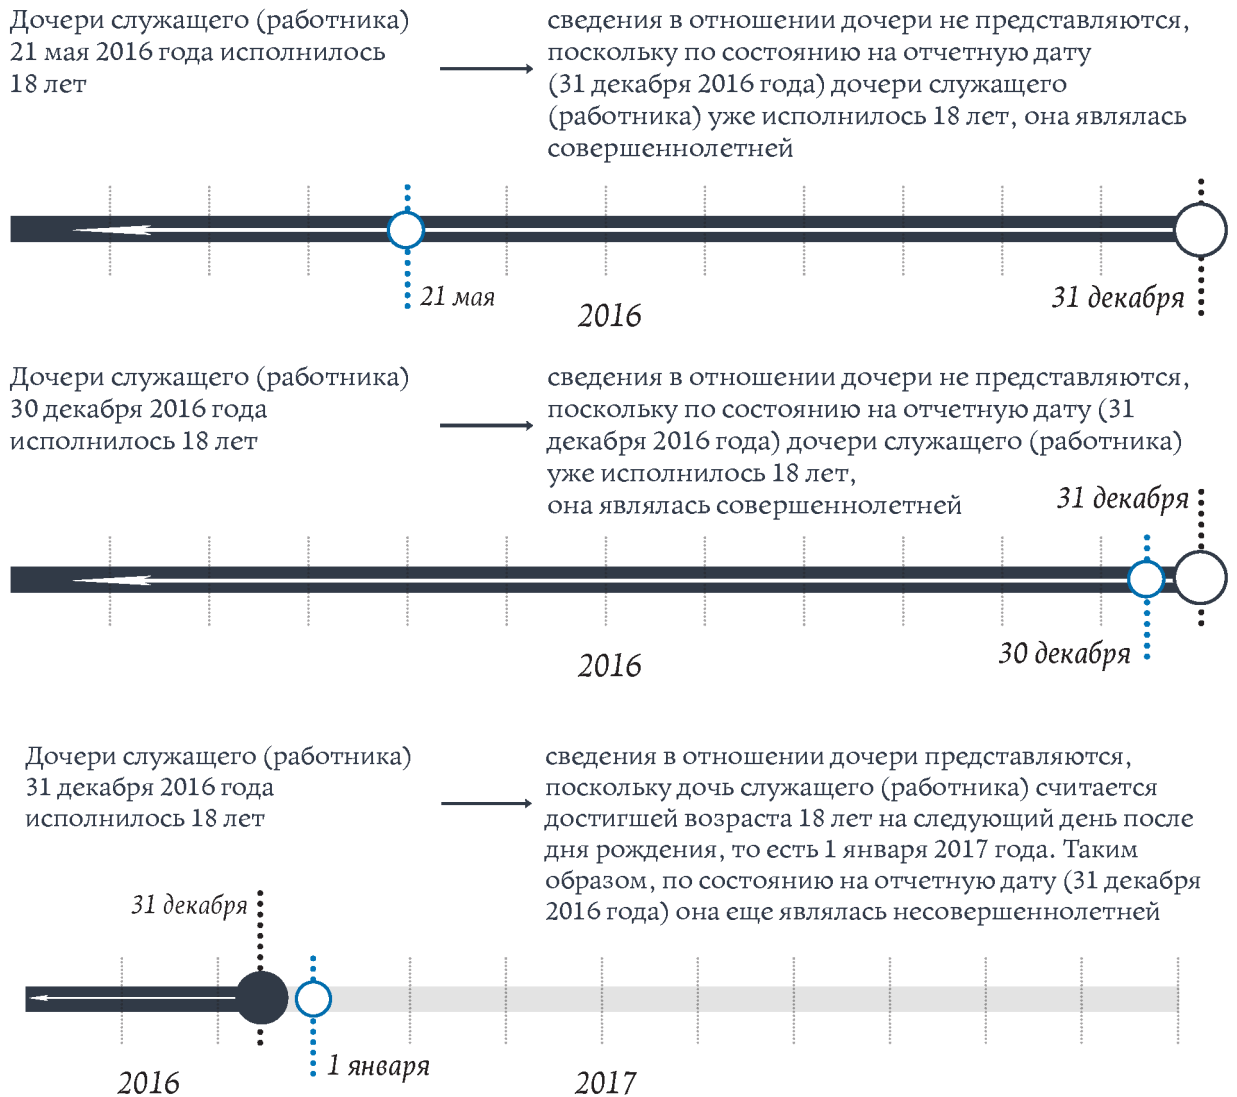 Дочери служащего (работника)
21 мая 2016 года исполнилось
18 лет
сведения в отношении дочери не представляются,
поскольку по состоянию на отчетную дату
(31 декабря 2016 года) дочери служащего
(работника) уже исполнилось 18 лет, она являлась
совершеннолетней
21 мая
2016
31 декабря
Дочери служащего (работника)
30 декабря 2016 года
исполнилось 18 лет
сведения в отношении дочери не представляются,
поскольку по состоянию на отчетную дату (31
декабря 2016 года) дочери служащего (работника)
уже исполнилось 18 лет,
она являлась совершеннолетней
31 декабря
30 декабря
2016
Дочери служащего (работника)
31 декабря 2016 года
исполнилось 18 лет
сведения в отношении дочери представляются,
поскольку дочь служащего (работника) считается
достигшей возраста 18 лет на следующий день после
дня рождения, то есть 1 января 2017 года. Таким
образом, по состоянию на отчетную дату (31 декабря
2016 года) она еще являлась несовершеннолетней
31 декабря
1 января
2016
2017